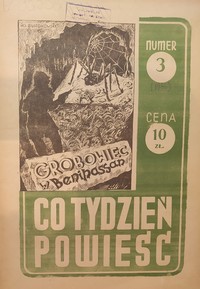 NUMER
3
CENA
10
zł.
GROBOWIEC
w Benihassan
CO TYDZIEŃ
POWIEŚĆ